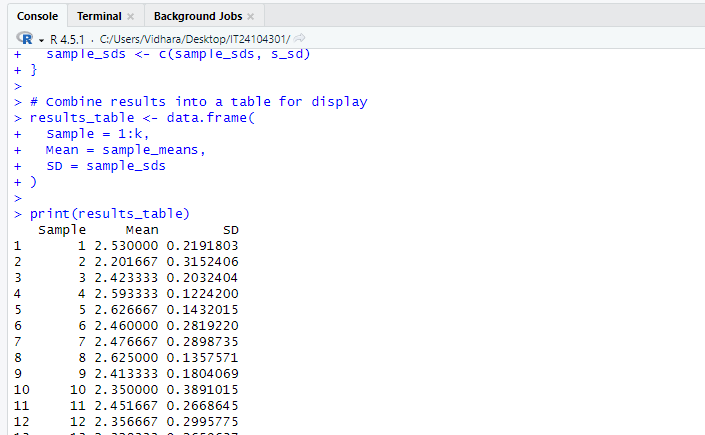 Console Terminal Background Jobs
R 4.5.1 · C:/Users/Vidhara/Desktop/IT24104301/
+   sample_sds <- c(sample_sds, s_sd)
+ }
>
> # Combine results into a table for display
> results_table <- data.frame(
+   Sample = 1:k,
+   Mean = sample_means,
+   SD = sample_sds
+ )
>
> print(results_table)
   Sample     Mean        SD
1       1 2.530000 0.2191803
2       2 2.201667 0.3152406
3       3 2.423333 0.2032404
4       4 2.593333 0.1224200
5       5 2.626667 0.1432015
6       6 2.460000 0.2819220
7       7 2.476667 0.2898735
8       8 2.625000 0.1357571
9       9 2.413333 0.1804069
10     10 2.350000 0.3891015
11     11 2.451667 0.2668645
12     12 2.356667 0.2995775